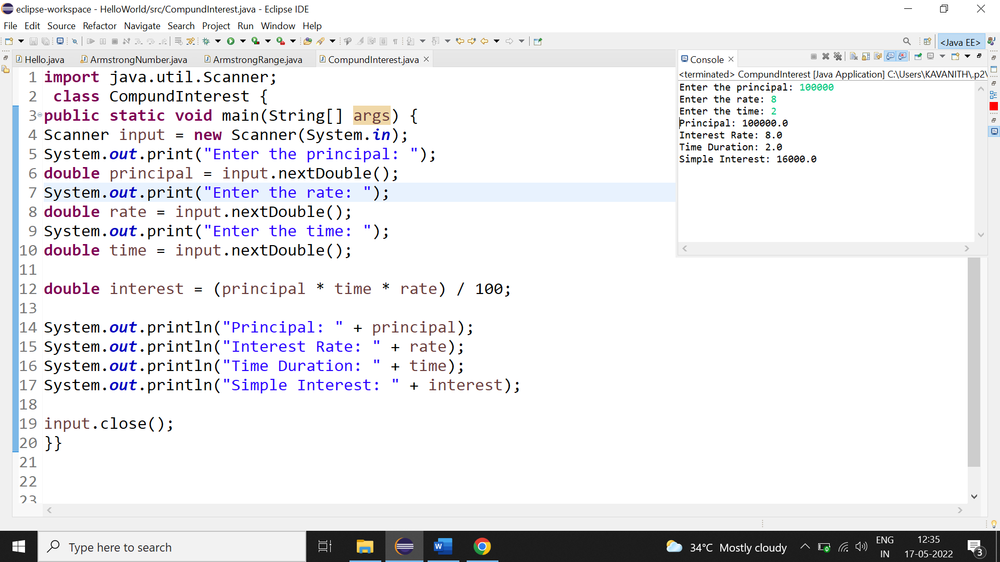 eclipse-workspace - HelloWorld/src/CompundInterest.java - Eclipse IDE
File Edit Source Refactor Navigate Search Project Run Window Help
<Java EE>
Hello.java ArmstrongNumber.java ArmstrongRange.java CompundInterest.java
1 import java.util.Scanner;
2 class CompundInterest {
3 public static void main(String[] args) {
4 Scanner input = new Scanner(System.in);
5 System.out.print("Enter the principal: ");
6 double principal = input.nextDouble();
7 System.out.print("Enter the rate: ");
8 double rate = input.nextDouble();
9 System.out.print("Enter the time: ");
10 double time = input.nextDouble();
11
12 double interest = (principal * time * rate) / 100;
13
14 System.out.println("Principal: " + principal);
15 System.out.println("Interest Rate: " + rate);
16 System.out.println("Time Duration: " + time);
17 System.out.println("Simple Interest: " + interest);
18
19 input.close();
20 }}
21
22
23
Console
<terminated> CompundInterest [Java Application] C:\Users\KAVANITH\.p2\
Enter the principal: 100000
Enter the rate: 8
Enter the time: 2
Principal: 100000.0
Interest Rate: 8.0
Time Duration: 2.0
Simple Interest: 16000.0
Type here to search
34°C Mostly cloudy
ENG
IN
12:35
17-05-2022
3